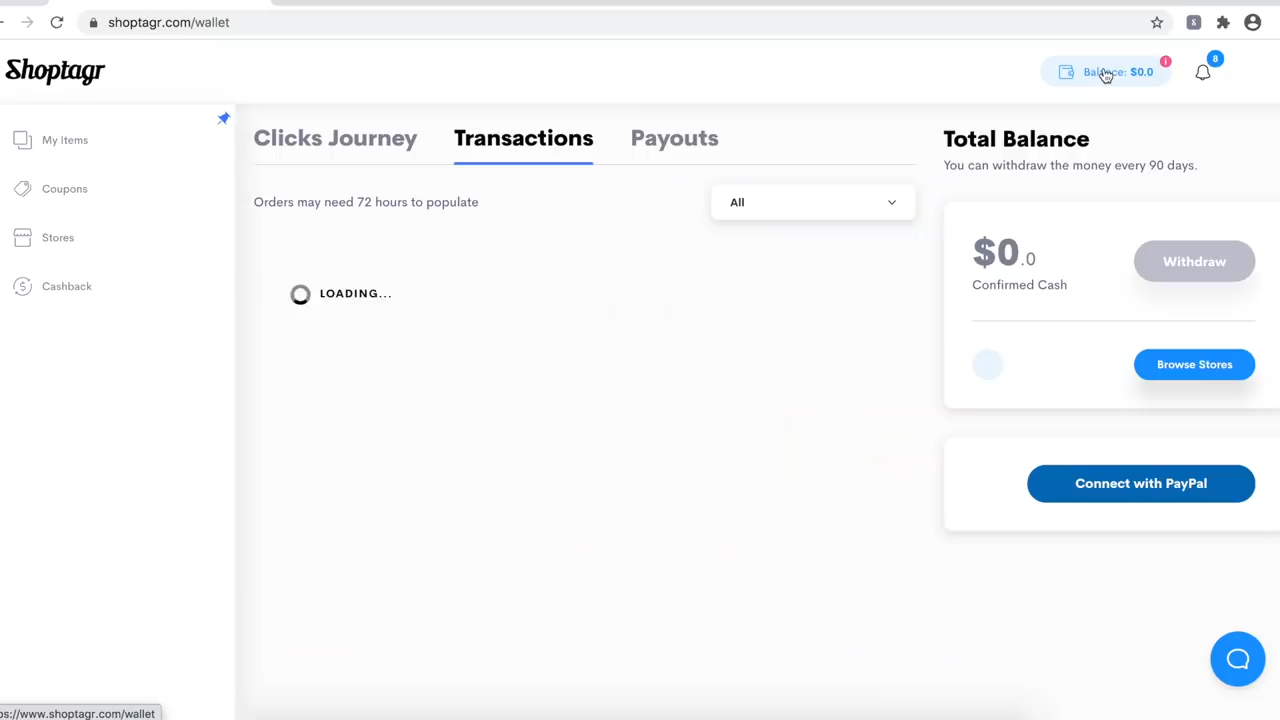 shoptagr.com/wallet
Shoptagr
Balance: $0.0
8
My Items
Coupons
Stores
Cashback
Clicks Journey
Transactions
Payouts
Orders may need 72 hours to populate
All
LOADING...
Total Balance
You can withdraw the money every 90 days.
$0.0
Confirmed Cash
Withdraw
Browse Stores
Connect with PayPal
ps://www.shoptagr.com/wallet